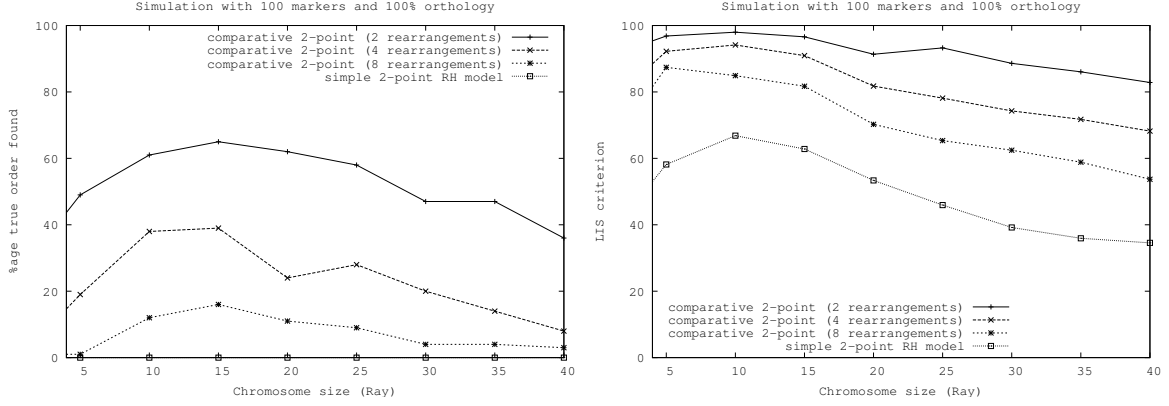 Simulation with 100 markers and 100% orthology
%age true order found
100
80
60
40
20
0
comparative 2-point (2 rearrangements)
comparative 2-point (4 rearrangements)
comparative 2-point (8 rearrangements)
simple 2-point RH model
5 10 15 20 25 30 35 40
Chromosome size (Ray)
Simulation with 100 markers and 100% orthology
LIS criterion
100
80
60
40
20
0
comparative 2-point (2 rearrangements)
comparative 2-point (4 rearrangements)
comparative 2-point (8 rearrangements)
simple 2-point RH model
5 10 15 20 25 30 35 40
Chromosome size (Ray)